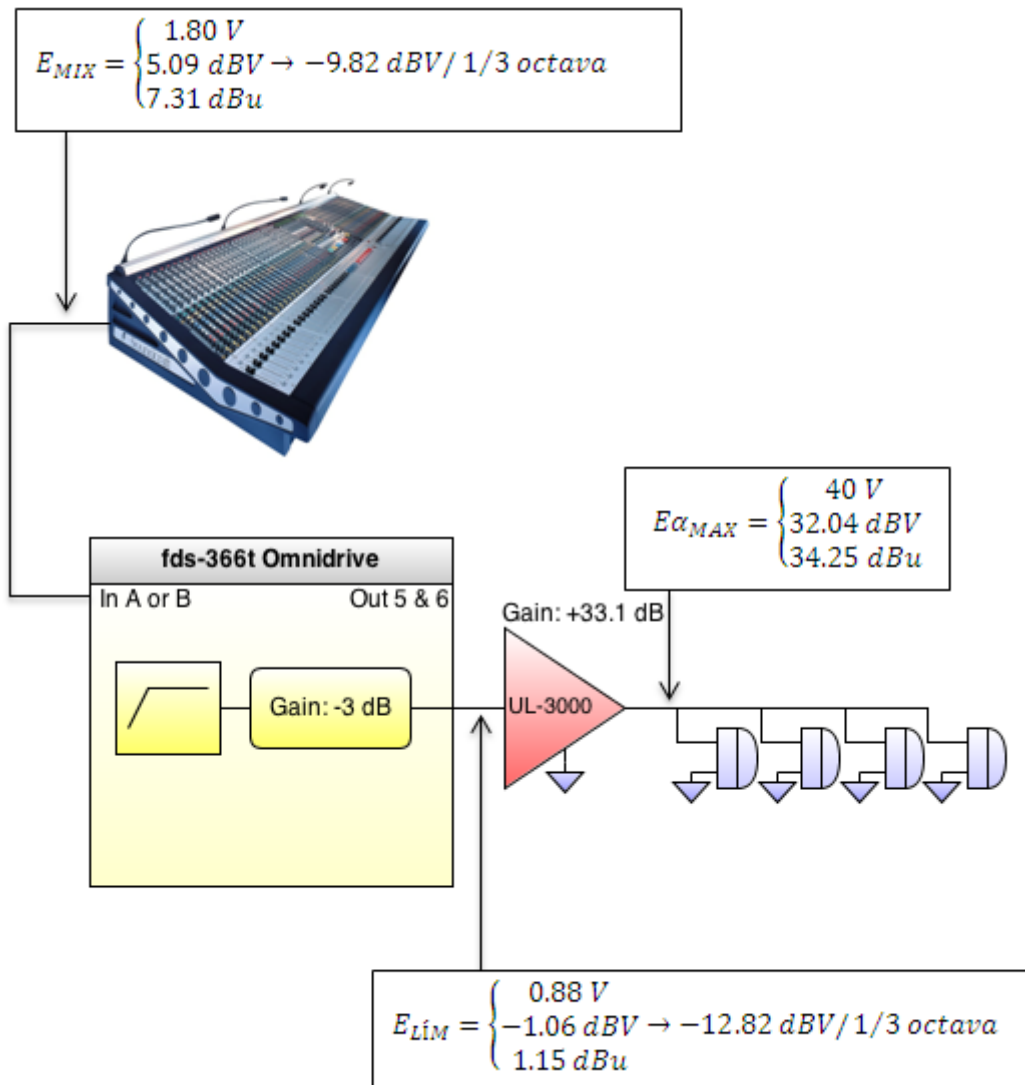 E_MIX = { 1.80 V
5.09 dBV → −9.82 dBV/ 1/3 octava
7.31 dBu
Eα_MAX = { 40 V
32.04 dBV
34.25 dBu
fds-366t Omnidrive
In A or B Out 5 & 6
Gain: -3 dB
Gain: +33.1 dB
UL-3000
E_LÍM = { 0.88 V
−1.06 dBV → −12.82 dBV/ 1/3 octava
1.15 dBu